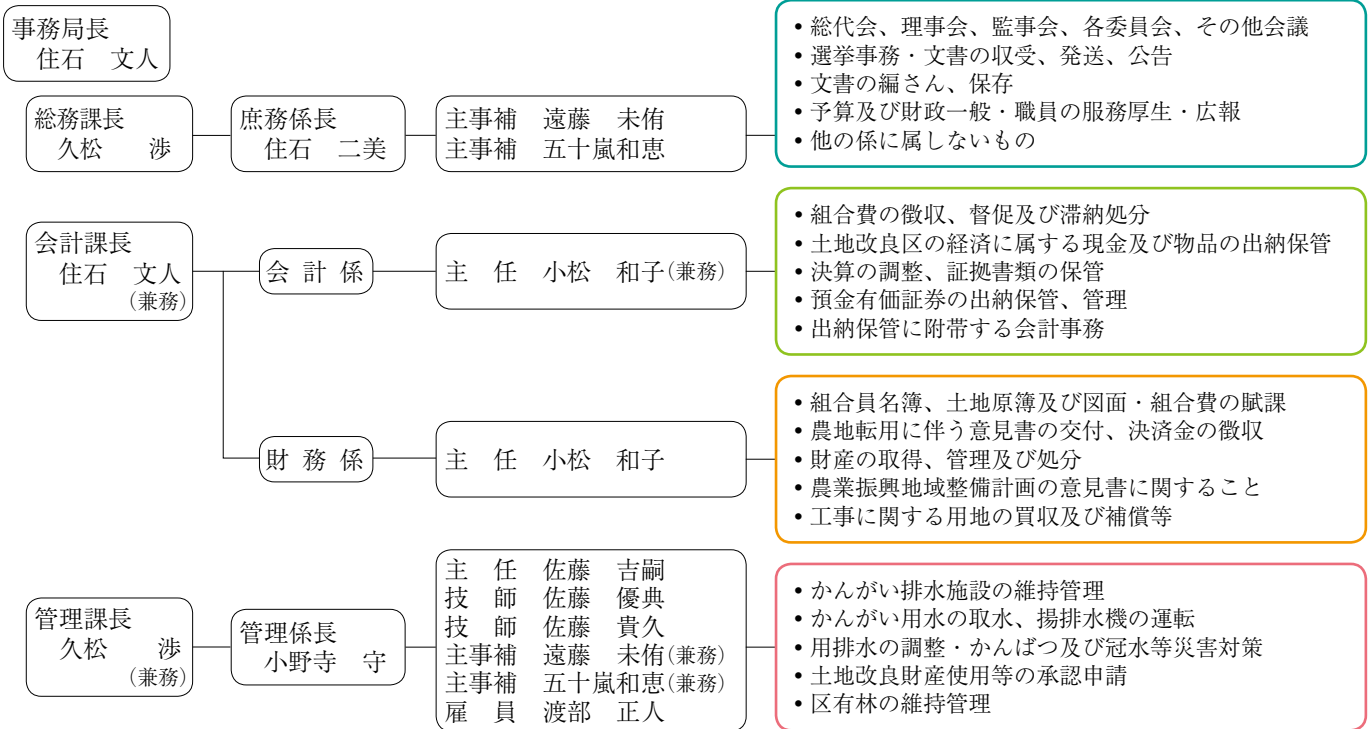 事務局長
住石　文人
総務課長
久松　　渉
庶務係長
住石　二美
主事補　遠藤　未侑
主事補　五十嵐和恵
• 総代会、理事会、監事会、各委員会、その他会議
• 選挙事務・文書の収受、発送、公告
• 文書の編さん、保存
• 予算及び財政一般・職員の服務厚生・広報
• 他の係に属しないもの
会計課長
住石　文人
（兼務）
会 計 係
主　任　小松　和子（兼務）
• 組合費の徴収、督促及び滞納処分
• 土地改良区の経済に属する現金及び物品の出納保管
• 決算の調整、証拠書類の保管
• 預金有価証券の出納保管、管理
• 出納保管に附帯する会計事務
財 務 係
主　任　小松　和子
• 組合員名簿、土地原簿及び図面・組合費の賦課
• 農地転用に伴う意見書の交付、決済金の徴収
• 財産の取得、管理及び処分
• 農業振興地域整備計画の意見書に関すること
• 工事に関する用地の買収及び補償等
管理課長
久松　　渉
（兼務）
管理係長
小野寺　守
主　任　佐藤　吉嗣
技　師　佐藤　優典
技　師　佐藤　貴久
主事補　遠藤　未侑（兼務）
主事補　五十嵐和恵（兼務）
雇　員　渡部　正人
• かんがい排水施設の維持管理
• かんがい用水の取水、揚排水機の運転
• 用排水の調整・かんばつ及び冠水等災害対策
• 土地改良財産使用等の承認申請
• 区有林の維持管理